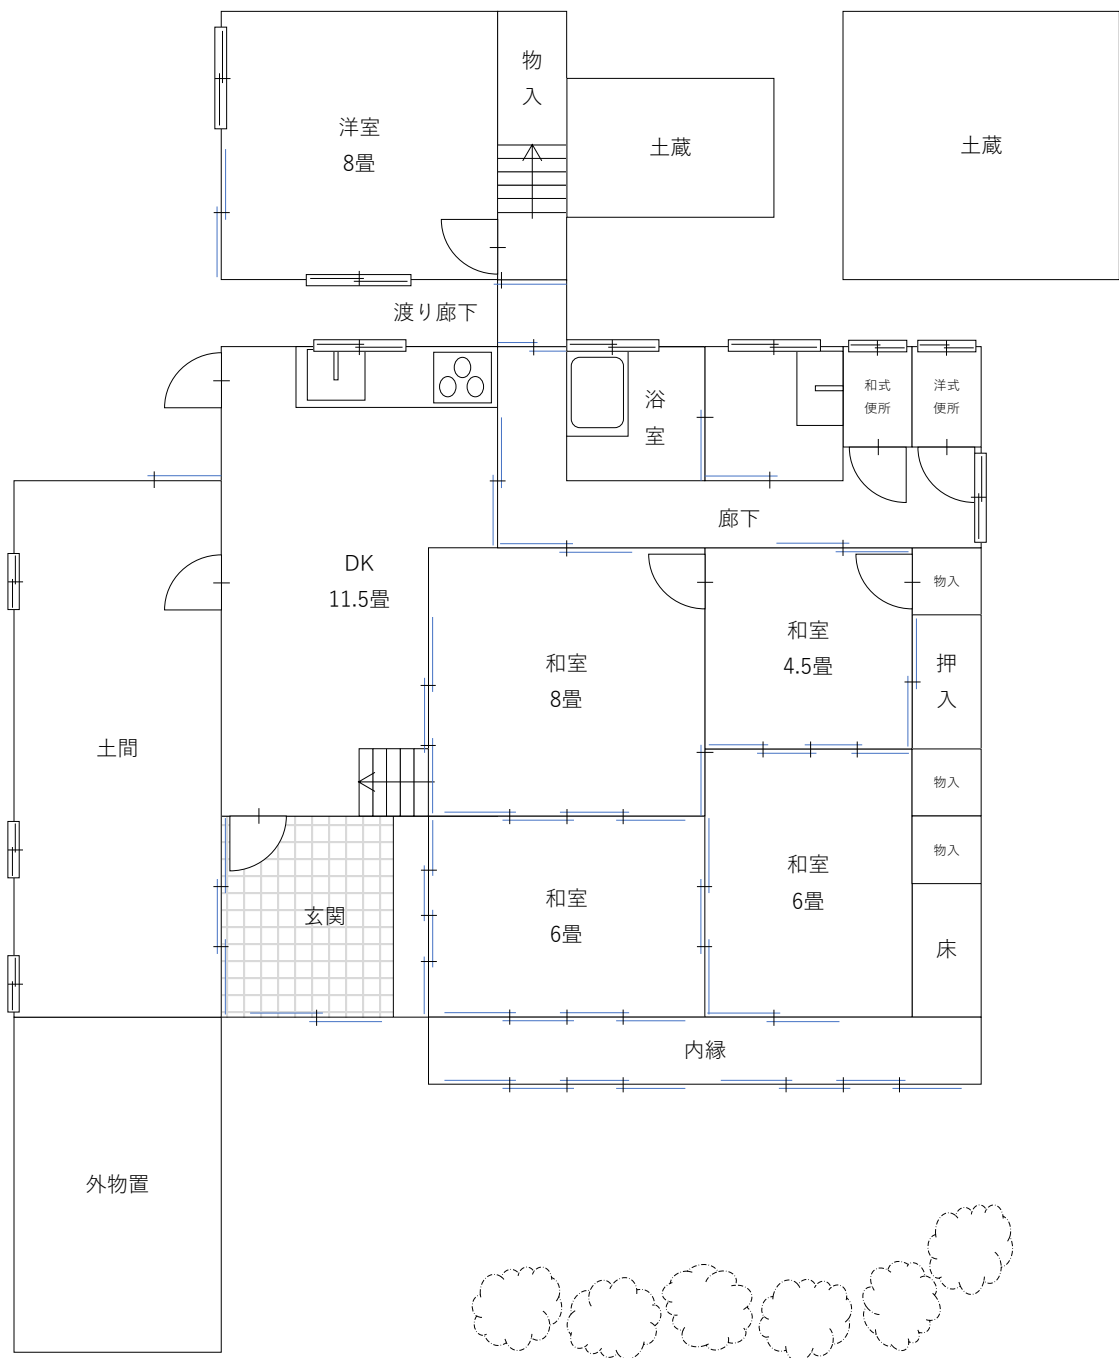 物
入
洋室
8畳
土蔵
土蔵
渡り廊下
浴
室
和式
便所
洋式
便所
廊下
DK
11.5畳
和室
8畳
和室
4.5畳
物入
押
入
土間
物入
和室
6畳
物入
玄関
和室
6畳
床
内縁
外物置